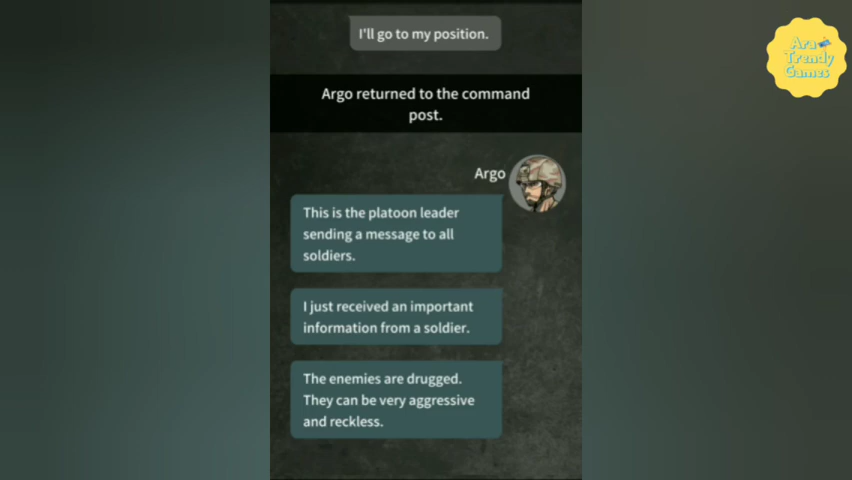 I'll go to my position.
Argo returned to the command
post.
Argo
This is the platoon leader
sending a message to all
soldiers.
I just received an important
information from a soldier.
The enemies are drugged.
They can be very aggressive
and reckless.
Ara
Trendy
Games